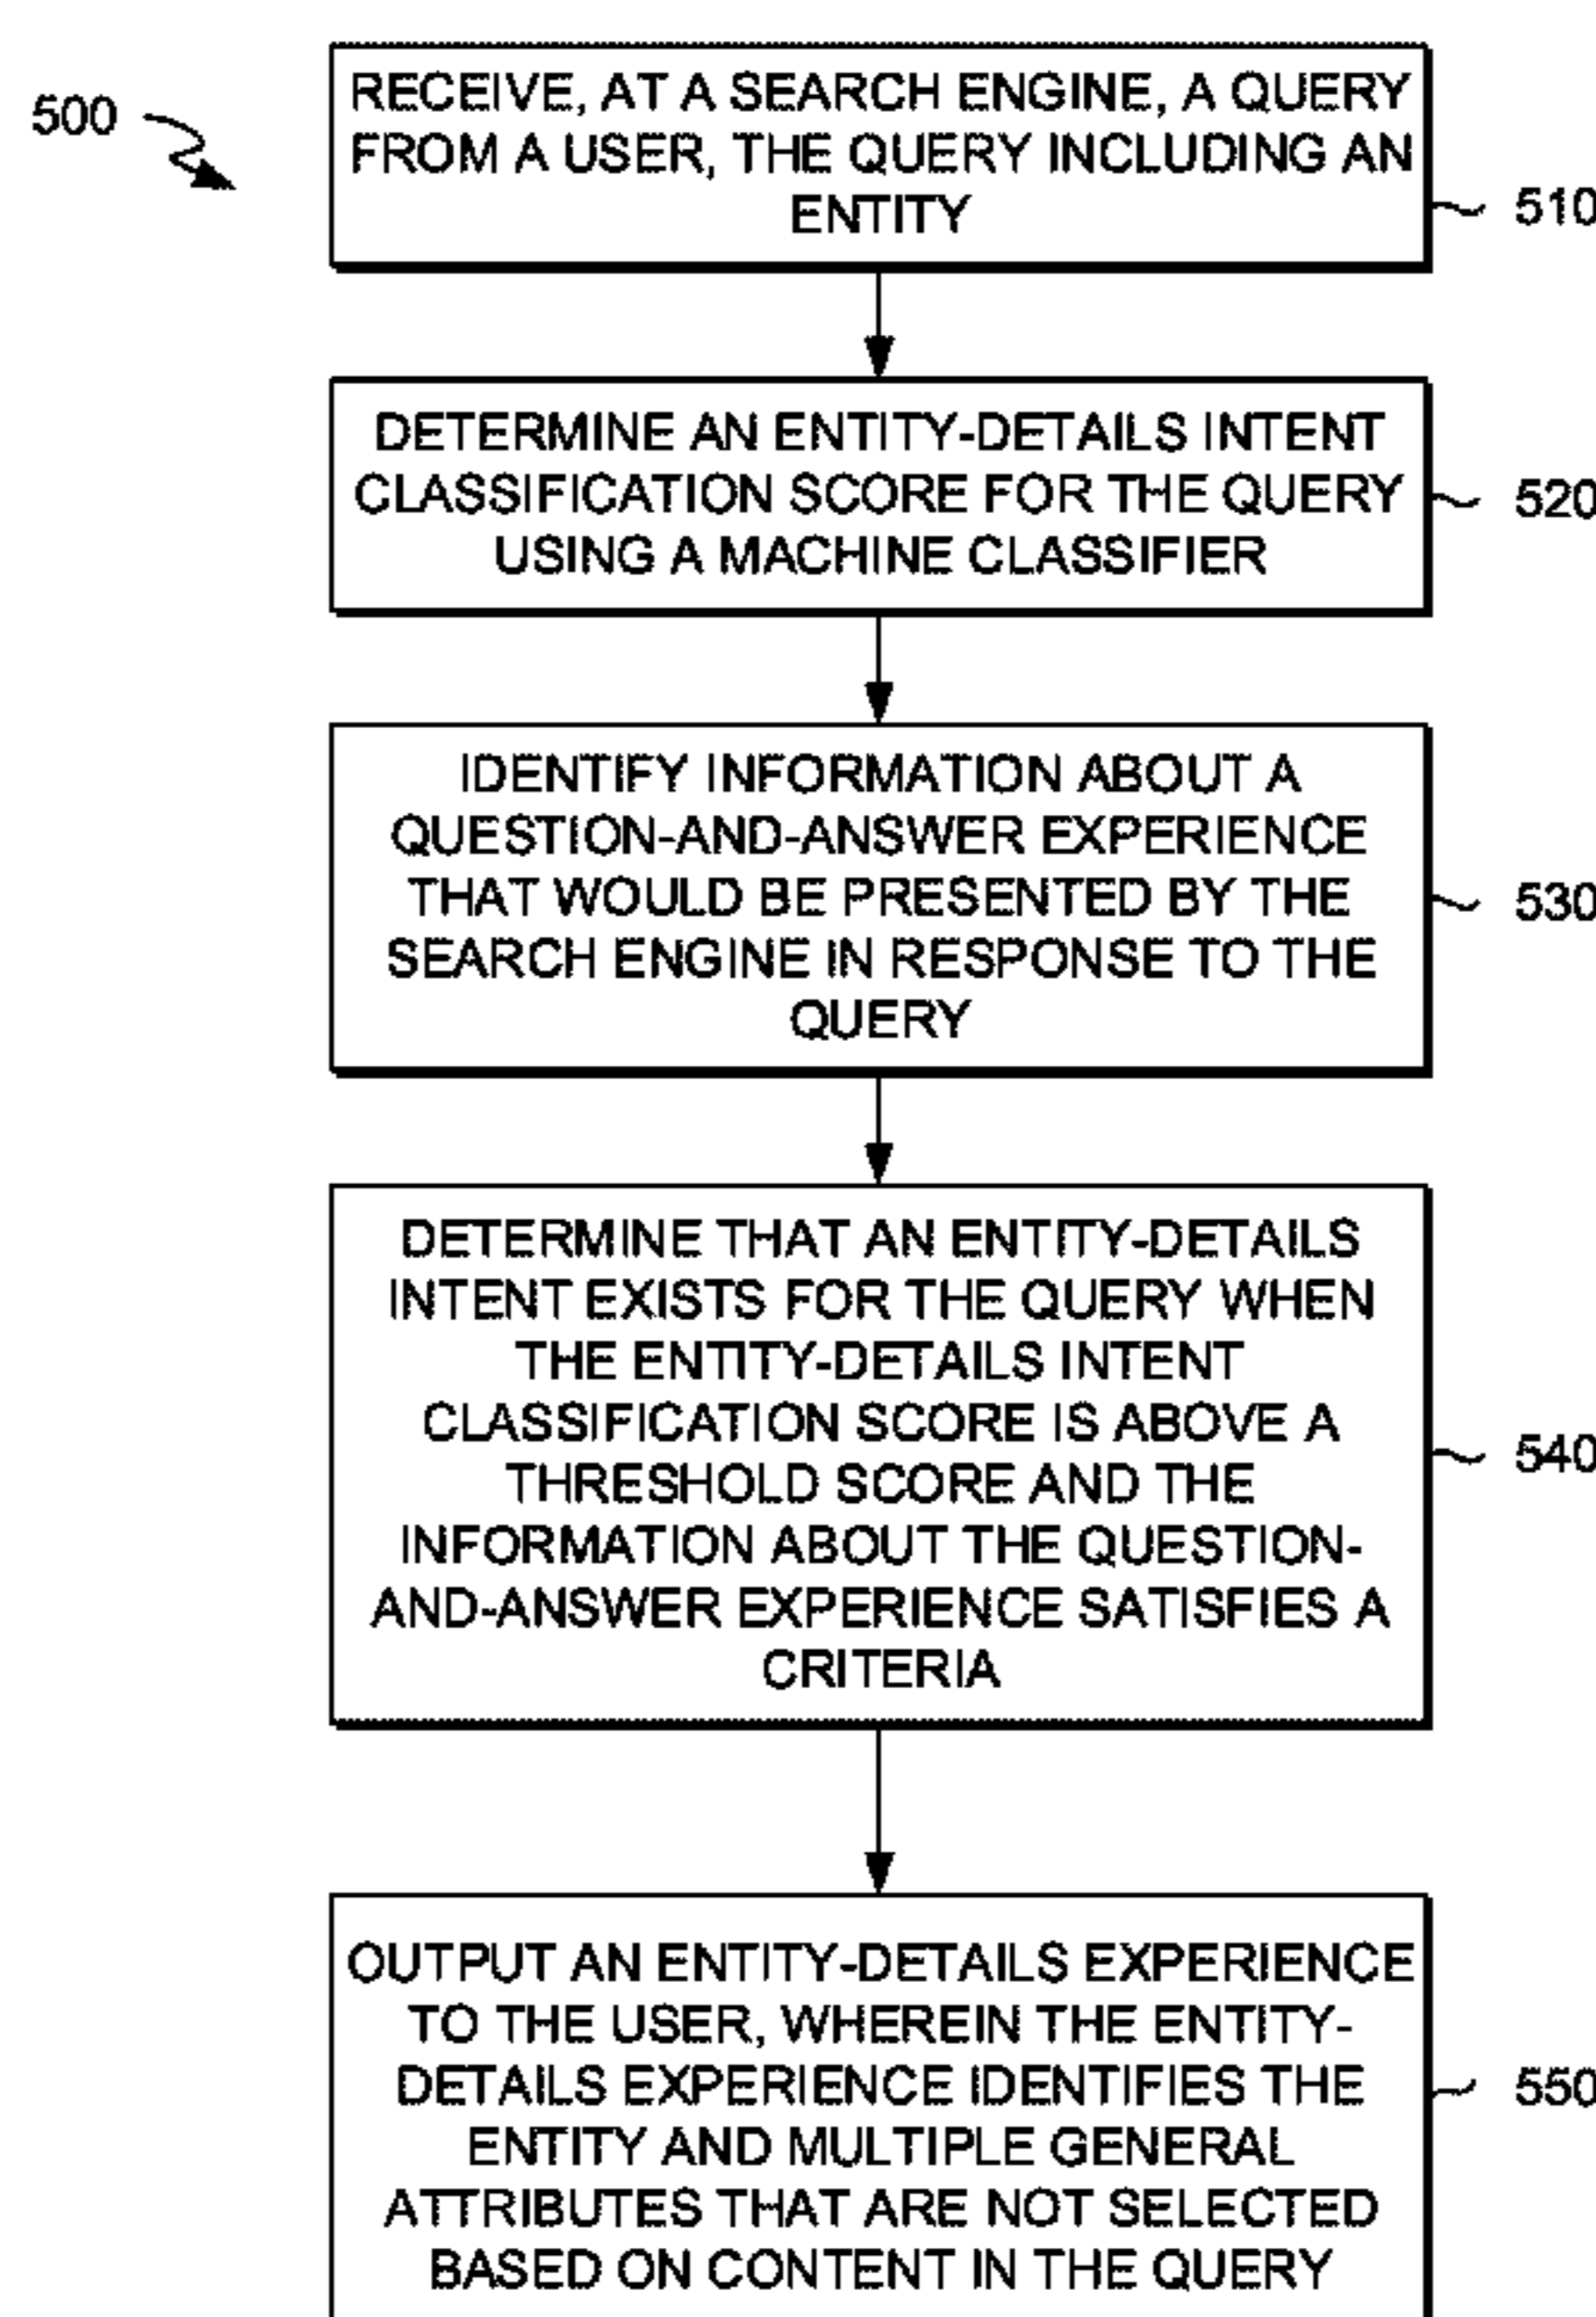 500
RECEIVE, AT A SEARCH ENGINE, A QUERY
FROM A USER, THE QUERY INCLUDING AN
ENTITY
510
DETERMINE AN ENTITY-DETAILS INTENT
CLASSIFICATION SCORE FOR THE QUERY
USING A MACHINE CLASSIFIER
520
IDENTIFY INFORMATION ABOUT A
QUESTION-AND-ANSWER EXPERIENCE
THAT WOULD BE PRESENTED BY THE
SEARCH ENGINE IN RESPONSE TO THE
QUERY
530
DETERMINE THAT AN ENTITY-DETAILS
INTENT EXISTS FOR THE QUERY WHEN
THE ENTITY-DETAILS INTENT
CLASSIFICATION SCORE IS ABOVE A
THRESHOLD SCORE AND THE
INFORMATION ABOUT THE QUESTION-
AND-ANSWER EXPERIENCE SATISFIES A
CRITERIA
540
OUTPUT AN ENTITY-DETAILS EXPERIENCE
TO THE USER, WHEREIN THE ENTITY-
DETAILS EXPERIENCE IDENTIFIES THE
ENTITY AND MULTIPLE GENERAL
ATTRIBUTES THAT ARE NOT SELECTED
BASED ON CONTENT IN THE QUERY
550